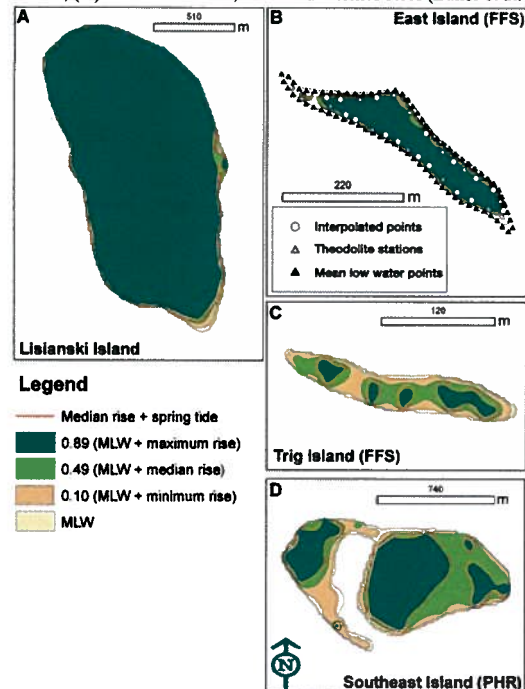 A
510
m
Lisianski Island
B
East Island (FFS)
220
m
Interpolated points
Theodolite stations
Mean low water points
C
120
m
Trig Island (FFS)
Legend
Median rise + spring tide
0.89 (MLW + maximum rise)
0.49 (MLW + median rise)
0.10 (MLW + minimum rise)
MLW
D
740
m
N
Southeast Island (PHR)